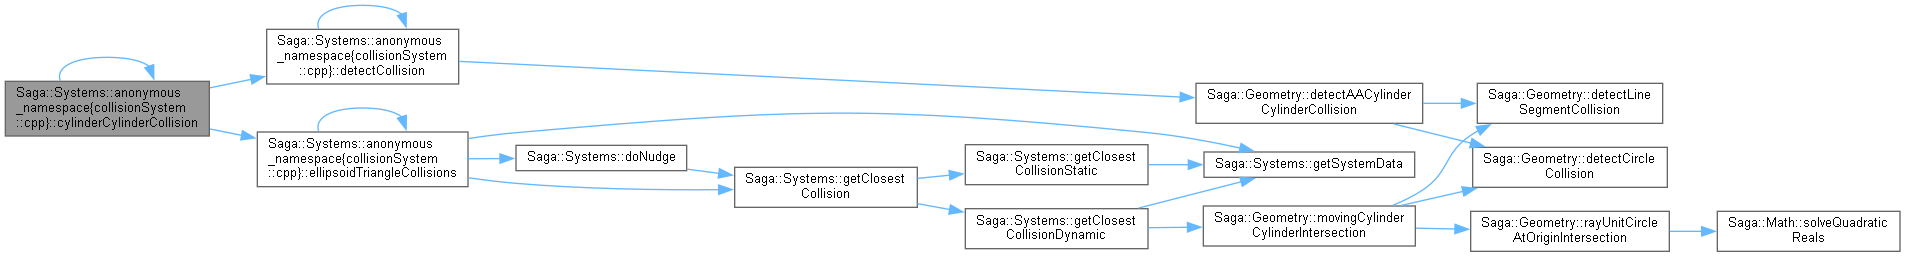 Saga::Systems::anonymous
_namespace{collisionSystem
::cpp}::cylinderCylinderCollision
Saga::Systems::anonymous
_namespace{collisionSystem
::cpp}::detectCollision
Saga::Systems::anonymous
_namespace{collisionSystem
::cpp}::ellipsoidTriangleCollisions
Saga::Systems::doNudge
Saga::Systems::getClosest
Collision
Saga::Systems::getClosest
CollisionStatic
Saga::Systems::getClosest
CollisionDynamic
Saga::Geometry::detectAACylinder
CylinderCollision
Saga::Systems::getSystemData
Saga::Geometry::movingCylinder
CylinderIntersection
Saga::Geometry::detectLine
SegmentCollision
Saga::Geometry::detectCircle
Collision
Saga::Geometry::rayUnitCircle
AtOriginIntersection
Saga::Math::solveQuadratic
Reals